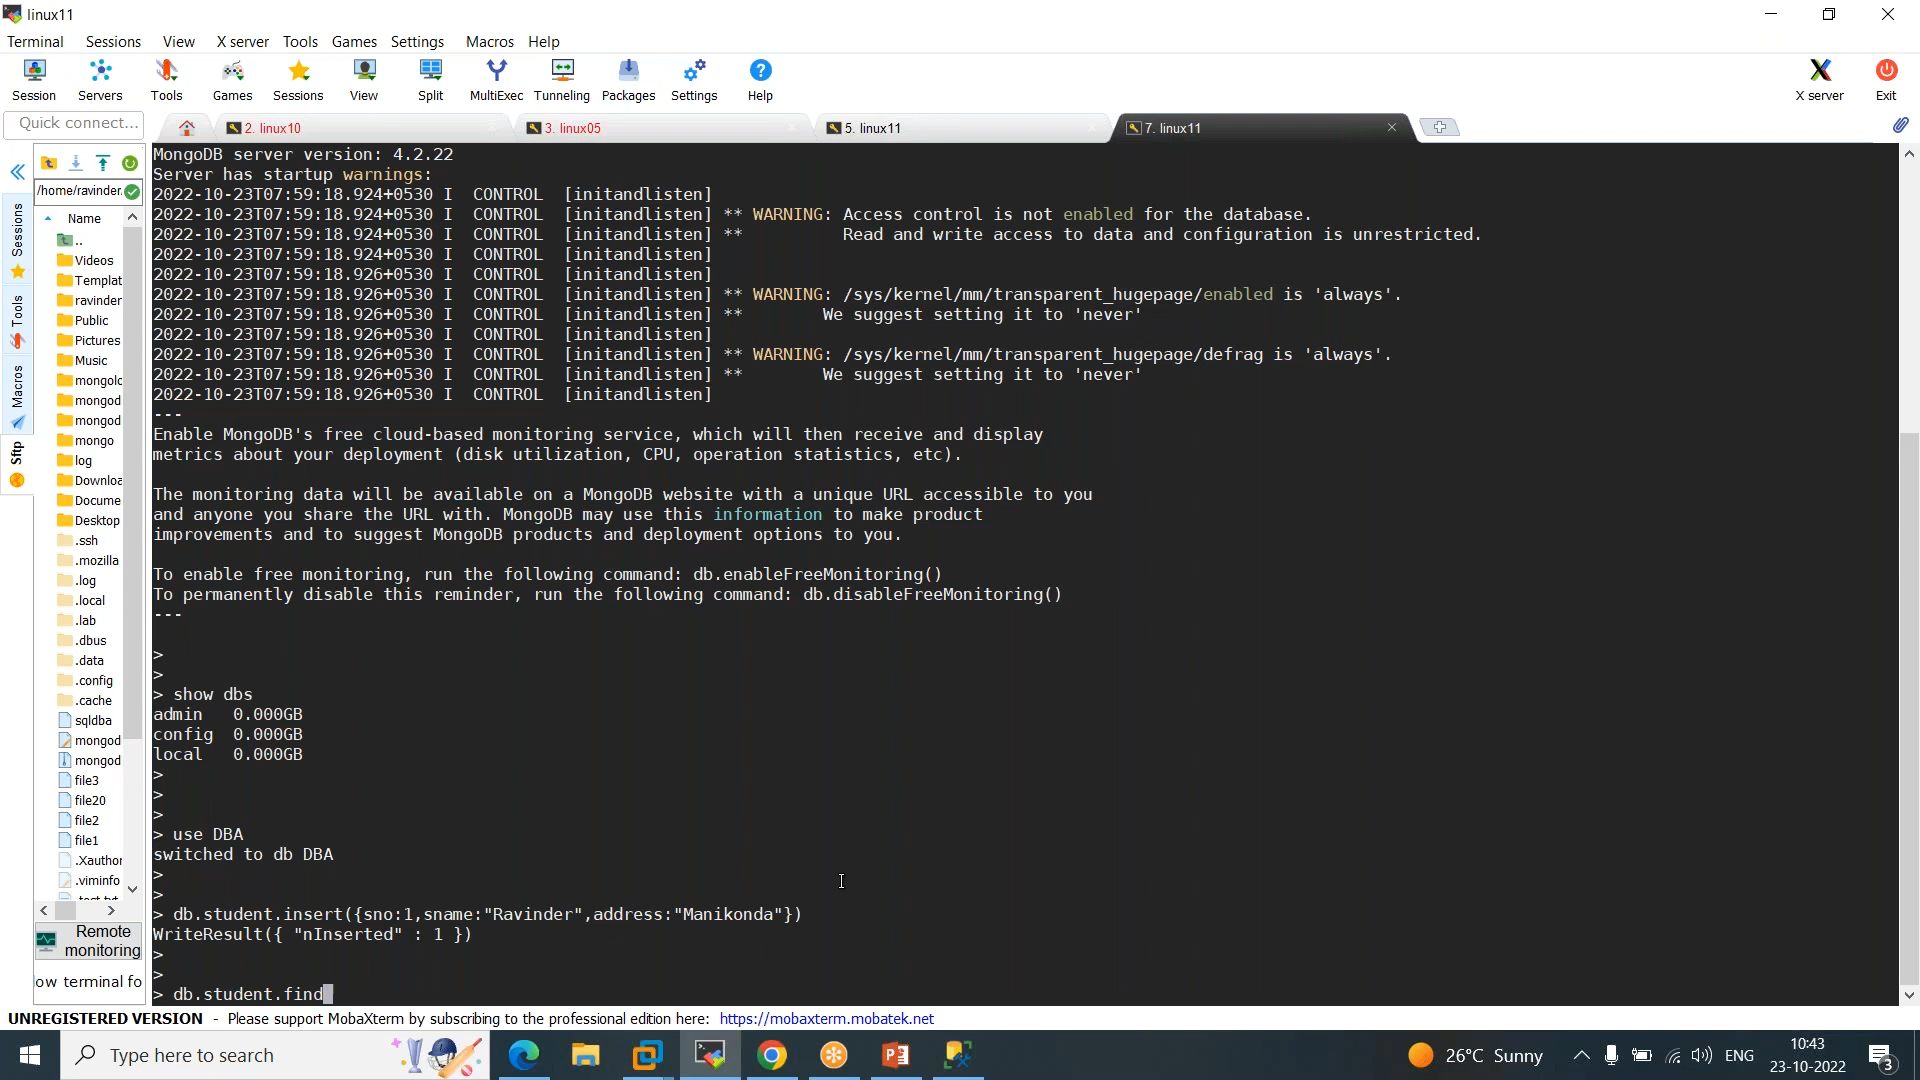 linux11
Terminal Sessions View X server Tools Games Settings Macros Help
Session Servers Tools Games Sessions View Split MultiExec Tunneling Packages Settings Help X server Exit
Quick connect...
2. linux10
3. linux05
5. linux11
7. linux11
/home/ravinder.
Sessions
Tools
Macros
Sftp
Name
..
Videos
Templat
ravinder
Public
Pictures
Music
mongolc
mongod
mongod
mongo
log
Downloa
Docume
Desktop
.ssh
.mozilla
.log
.local
.lab
.dbus
.data
.config
.cache
sqldba
mongod
mongod
file3
file20
file2
file1
.Xauthor
.viminfo
Remote
monitoring
ow terminal fo
MongoDB server version: 4.2.22
Server has startup warnings:
2022-10-23T07:59:18.924+0530 I  CONTROL  [initandlisten]
2022-10-23T07:59:18.924+0530 I  CONTROL  [initandlisten] ** WARNING: Access control is not enabled for the database.
2022-10-23T07:59:18.924+0530 I  CONTROL  [initandlisten] **          Read and write access to data and configuration is unrestricted.
2022-10-23T07:59:18.924+0530 I  CONTROL  [initandlisten]
2022-10-23T07:59:18.926+0530 I  CONTROL  [initandlisten]
2022-10-23T07:59:18.926+0530 I  CONTROL  [initandlisten] ** WARNING: /sys/kernel/mm/transparent_hugepage/enabled is 'always'.
2022-10-23T07:59:18.926+0530 I  CONTROL  [initandlisten] **        We suggest setting it to 'never'
2022-10-23T07:59:18.926+0530 I  CONTROL  [initandlisten]
2022-10-23T07:59:18.926+0530 I  CONTROL  [initandlisten] ** WARNING: /sys/kernel/mm/transparent_hugepage/defrag is 'always'.
2022-10-23T07:59:18.926+0530 I  CONTROL  [initandlisten] **        We suggest setting it to 'never'
2022-10-23T07:59:18.926+0530 I  CONTROL  [initandlisten]
---
Enable MongoDB's free cloud-based monitoring service, which will then receive and display
metrics about your deployment (disk utilization, CPU, operation statistics, etc).
The monitoring data will be available on a MongoDB website with a unique URL accessible to you
and anyone you share the URL with. MongoDB may use this information to make product
improvements and to suggest MongoDB products and deployment options to you.
To enable free monitoring, run the following command: db.enableFreeMonitoring()
To permanently disable this reminder, run the following command: db.disableFreeMonitoring()
---
>
>
> show dbs
admin   0.000GB
config  0.000GB
local   0.000GB
>
>
>
> use DBA
switched to db DBA
>
>
> db.student.insert({sno:1,sname:"Ravinder",address:"Manikonda"})
WriteResult({ "nInserted" : 1 })
>
>
> db.student.find
UNREGISTERED VERSION - Please support MobaXterm by subscribing to the professional edition here: https://mobaxterm.mobatek.net
Type here to search
26°C Sunny
ENG
10:43
23-10-2022
3